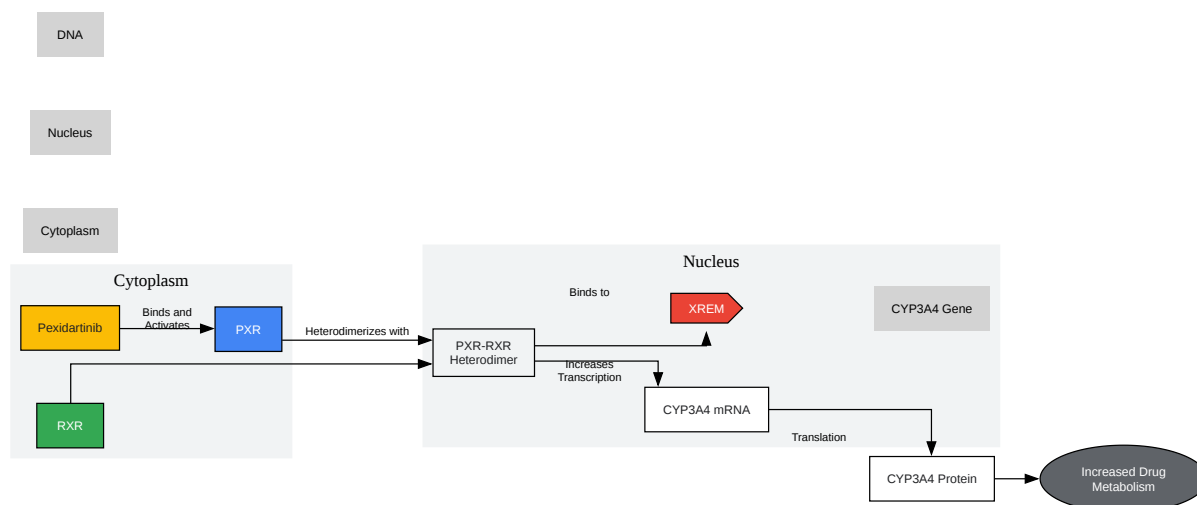 DNA
Nucleus
Cytoplasm
Cytoplasm
Pexidartinib
Binds and
Activates
PXR
RXR
Heterodimerizes with
Nucleus
PXR-RXR
Heterodimer
Binds to
XREM
CYP3A4 Gene
Increases
Transcription
CYP3A4 mRNA
Translation
CYP3A4 Protein
Increased Drug
Metabolism